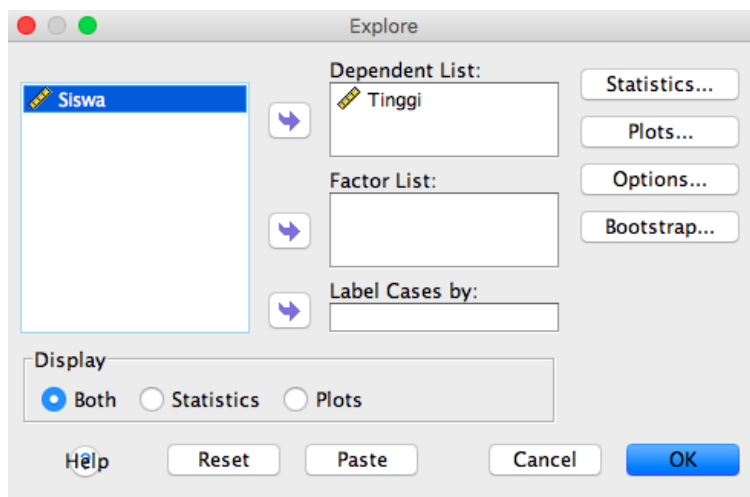 Explore
Siswa
Dependent List:
Tinggi
Factor List:
Label Cases by:
Statistics...
Plots...
Options...
Bootstrap...
Display
Both Statistics Plots
Help Reset Paste Cancel OK